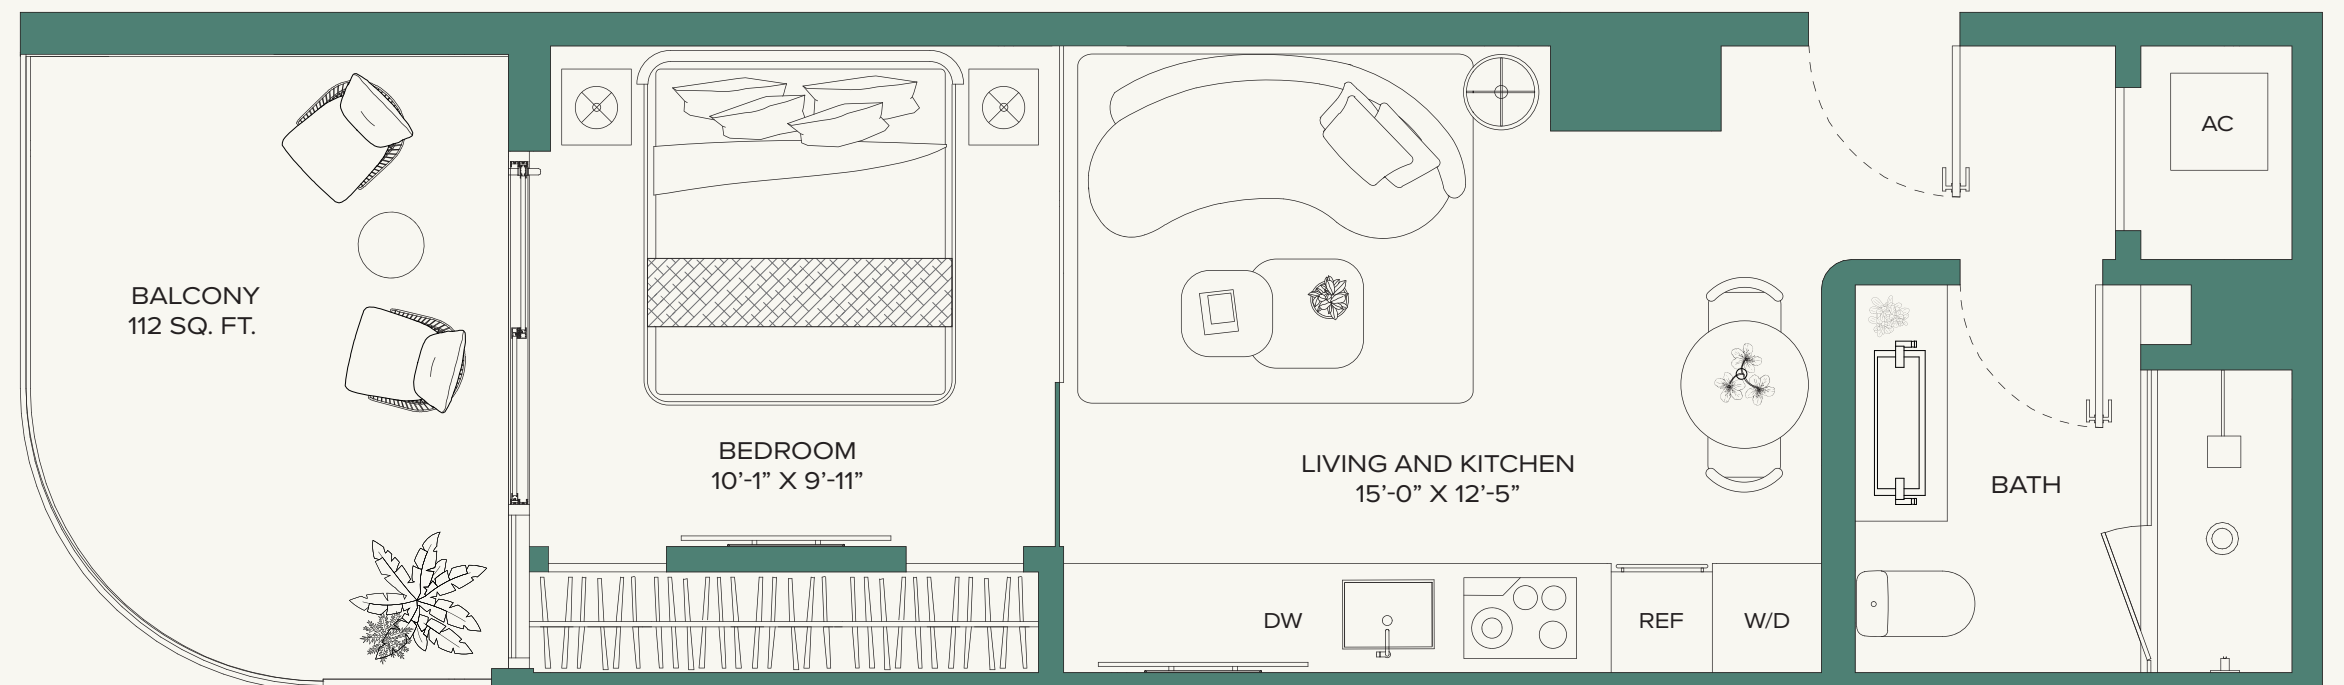 BALCONY
112 SQ. FT.
BEDROOM
10’-1” X 9’-11”
LIVING AND KITCHEN
15’-0” X 12’-5”
DW
REF
W/D
BATH
AC